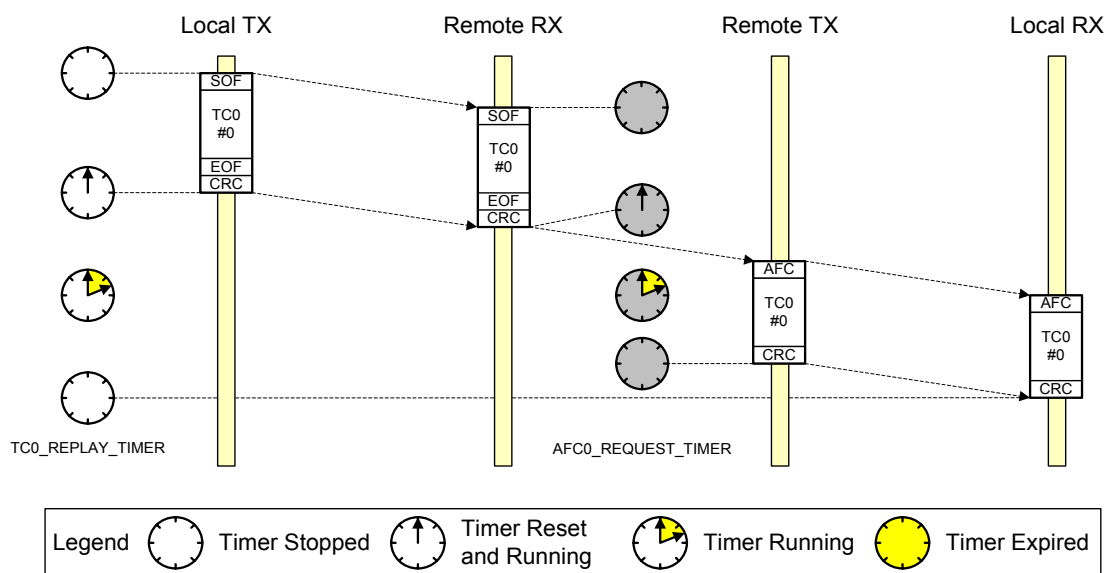 Local TX
Remote RX
Remote TX
Local RX
SOF
TC0
#0
EOF
CRC
SOF
TC0
#0
EOF
CRC
AFC
TC0
#0
CRC
AFC
TC0
#0
CRC
TC0_REPLAY_TIMER
AFC0_REQUEST_TIMER
Legend
Timer Stopped
Timer Reset
and Running
Timer Running
Timer Expired